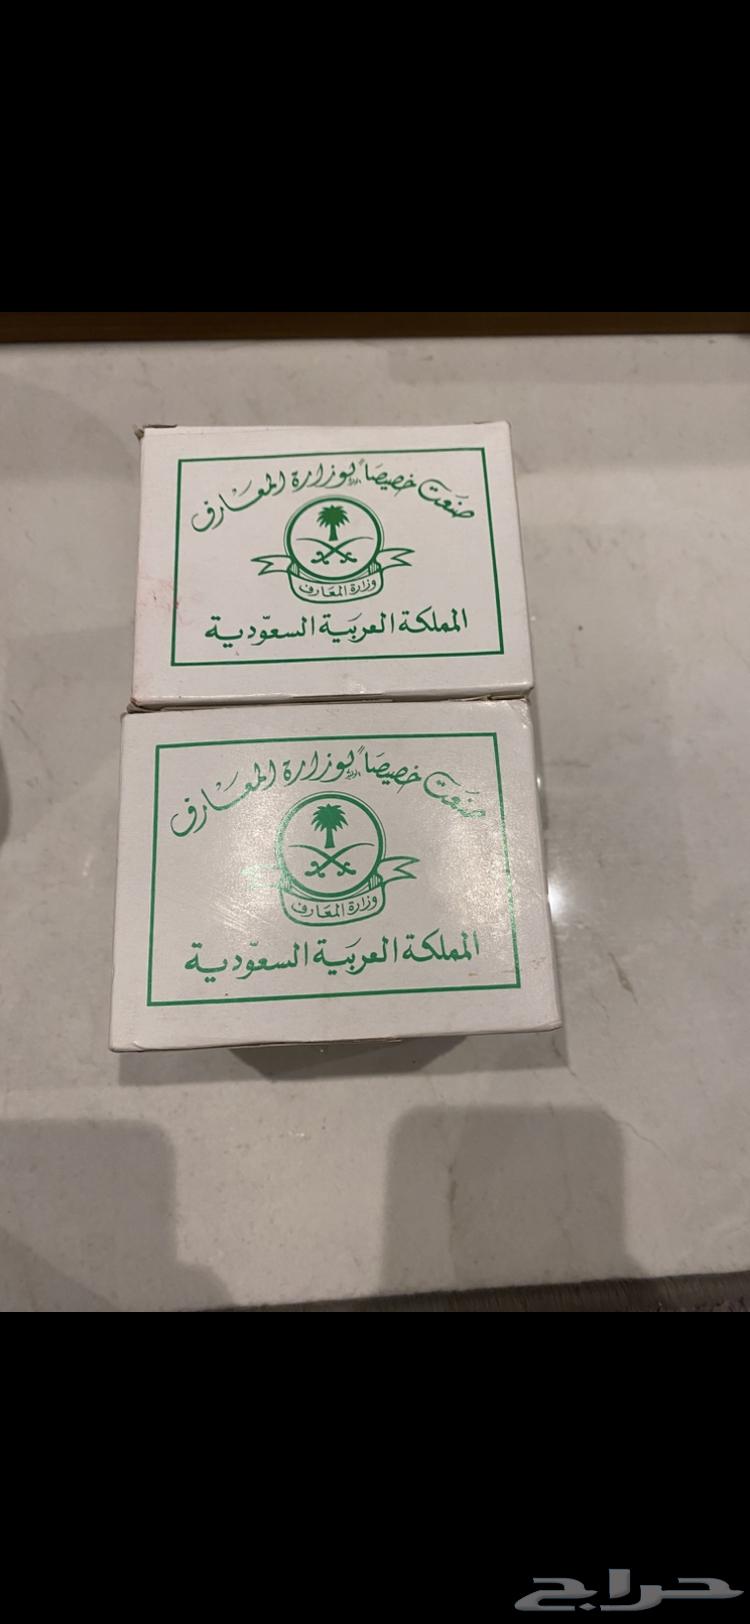 صنعت خصيصاً لوزارة المعارف
وزارة المعارف
المملكة العربية السعودية
صنعت خصيصاً لوزارة المعارف
وزارة المعارف
المملكة العربية السعودية
حراج